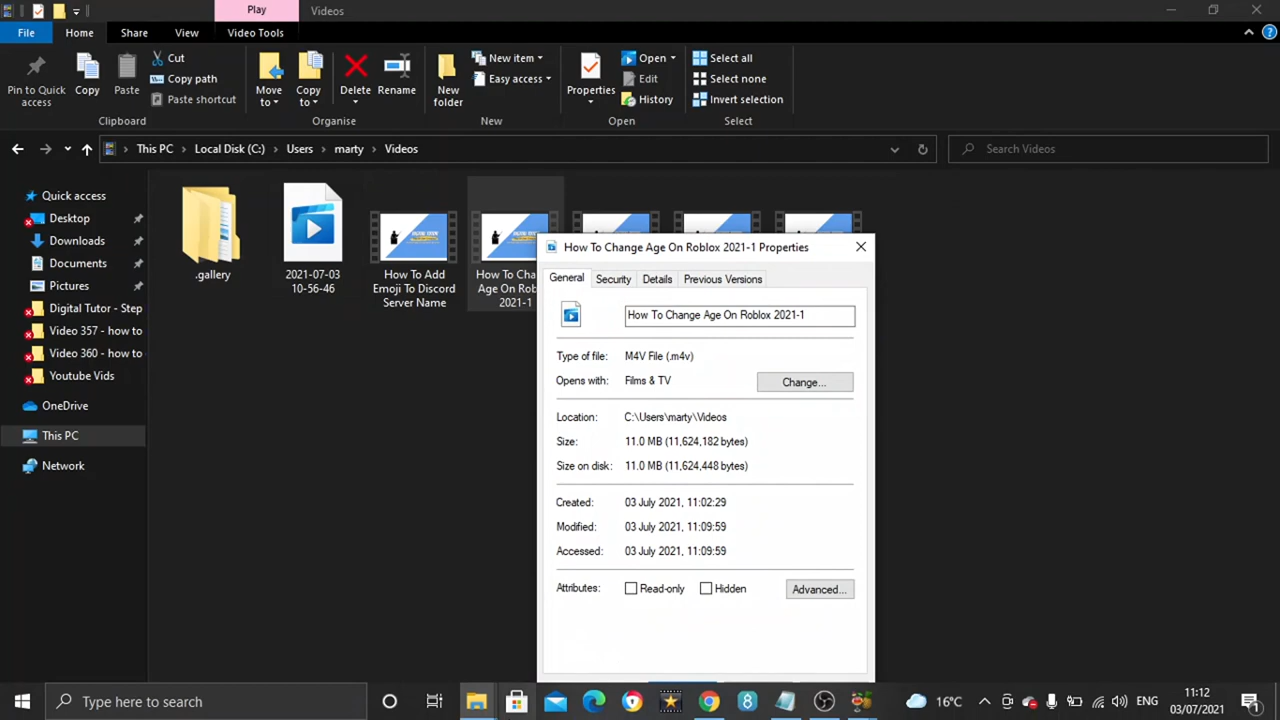 Play
Videos
File
Home
Share
View
Video Tools
Pin to Quick access
Copy
Paste
Cut
Copy path
Paste shortcut
Clipboard
Move to
Copy to
Delete
Rename
Organise
New folder
New item
Easy access
New
Properties
Open
Edit
History
Open
Select all
Select none
Invert selection
Select
This PC
Local Disk (C:)
Users
marty
Videos
Search Videos
Quick access
Desktop
Downloads
Documents
Pictures
Digital Tutor - Step
Video 357 - how to
Video 360 - how to
Youtube Vids
OneDrive
This PC
Network
.gallery
2021-07-03
10-56-46
How To Add
Emoji To Discord
Server Name
How To Cha
Age On Rob
2021-1
How To Change Age On Roblox 2021-1 Properties
General
Security
Details
Previous Versions
How To Change Age On Roblox 2021-1
Type of file:
M4V File (.m4v)
Opens with:
Films & TV
Change...
Location:
C:\Users\marty\Videos
Size:
11.0 MB (11,624,182 bytes)
Size on disk:
11.0 MB (11,624,448 bytes)
Created:
03 July 2021, 11:02:29
Modified:
03 July 2021, 11:09:59
Accessed:
03 July 2021, 11:09:59
Attributes:
Read-only
Hidden
Advanced...
Type here to search
16°C
ENG
11:12
03/07/2021